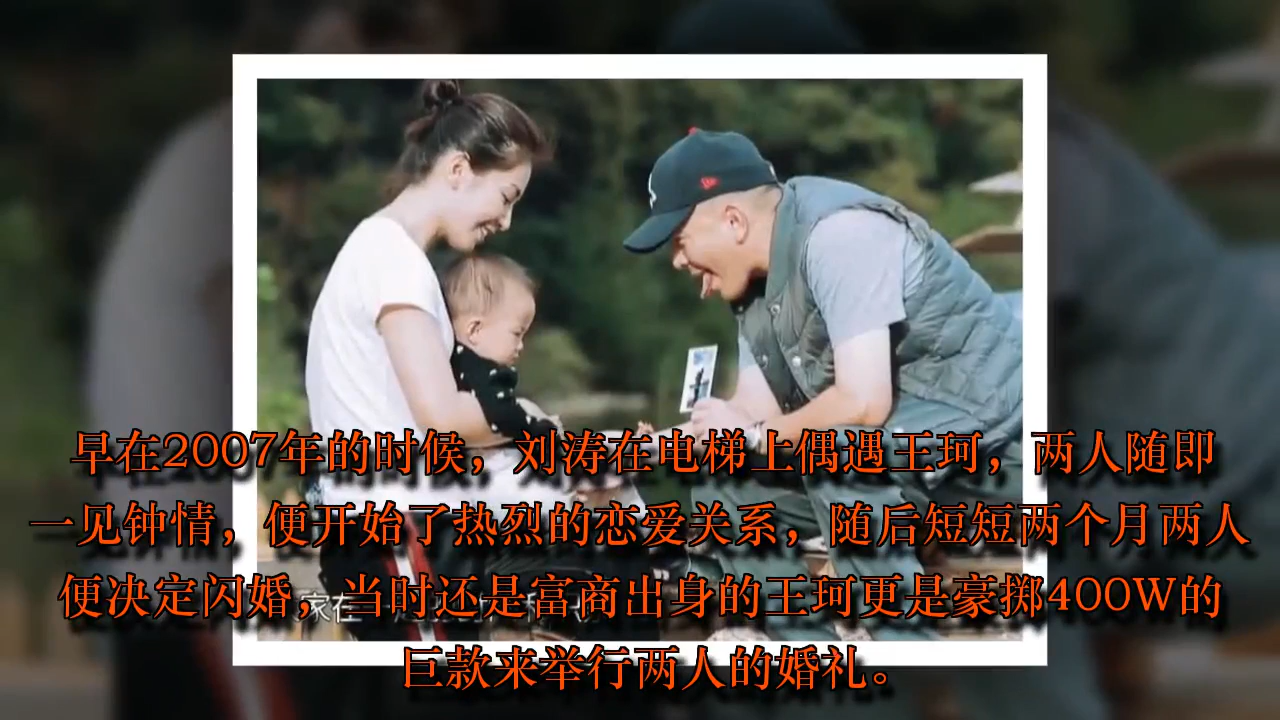 早在2007年的时候，刘涛在电梯上偶遇王珂，两人随即
一见钟情，便开始了热烈的恋爱关系，随后短短两个月两人
便决定闪婚，当时还是富商出身的王珂更是豪掷400W的
家在一
巨款来举行两人的婚礼。